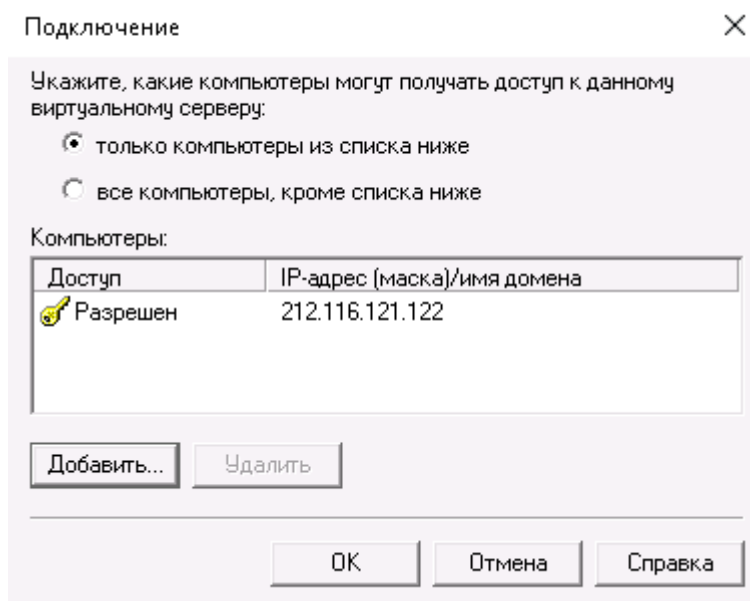 Подключение
Укажите, какие компьютеры могут получать доступ к данному
виртуальному серверу:
только компьютеры из списка ниже
все компьютеры, кроме списка ниже
Компьютеры:
Доступ IP-адрес (маска)/имя домена
Разрешен 212.116.121.122
Добавить... Удалить
OK Отмена Справка